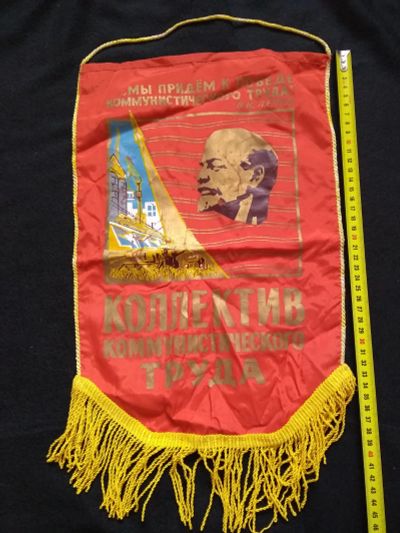 „МЫ ПРИДЁМ К ПОБЕДЕ
КОММУНИСТИЧЕСКОГО ТРУДА!"
КОЛЛЕКТИВ
КОММУНИСТИЧЕСКОГО
ТРУДА